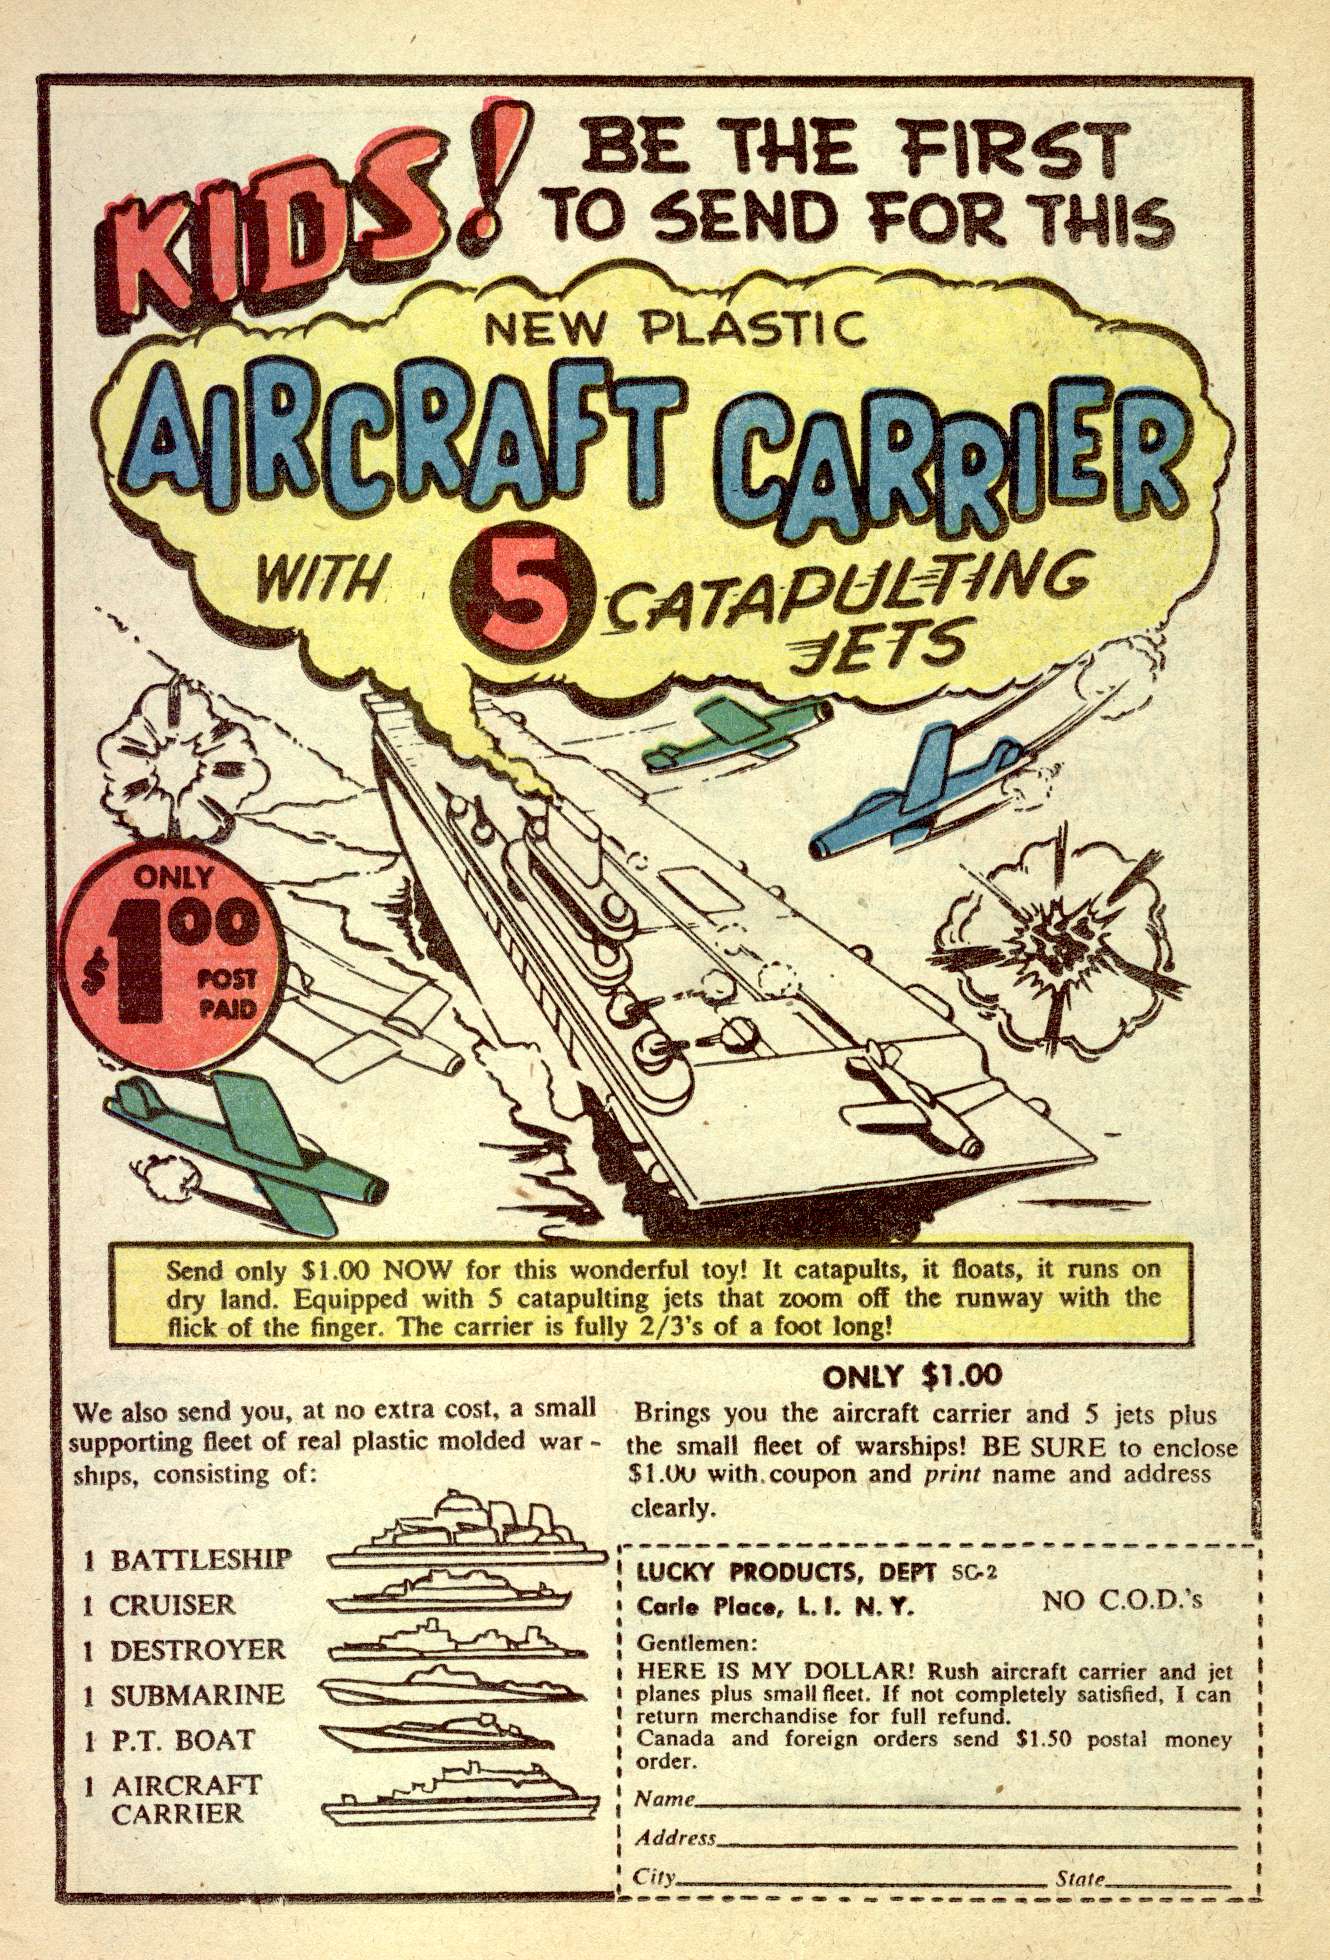 KIDS!
BE THE FIRST
TO SEND FOR THIS
NEW PLASTIC
AIRCRAFT CARRIER
WITH 5 CATAPULTING
JETS
ONLY
$1.00
POST
PAID
Send only $1.00 NOW for this wonderful toy! It catapults, it floats, it runs on
dry land. Equipped with 5 catapulting jets that zoom off the runway with the
flick of the finger. The carrier is fully 2/3's of a foot long!
We also send you, at no extra cost, a small
supporting fleet of real plastic molded war-
ships, consisting of:
1 BATTLESHIP
1 CRUISER
1 DESTROYER
1 SUBMARINE
1 P.T. BOAT
1 AIRCRAFT
CARRIER
ONLY $1.00
Brings you the aircraft carrier and 5 jets plus
the small fleet of warships! BE SURE to enclose
$1.00 with coupon and print name and address
clearly.
LUCKY PRODUCTS, DEPT SC-2
Carle Place, L. I. N. Y.
NO C.O.D.'s
Gentlemen:
HERE IS MY DOLLAR! Rush aircraft carrier and jet
planes plus small fleet. If not completely satisfied, I can
return merchandise for full refund.
Canada and foreign orders send $1.50 postal money
order.
Name
Address
City State